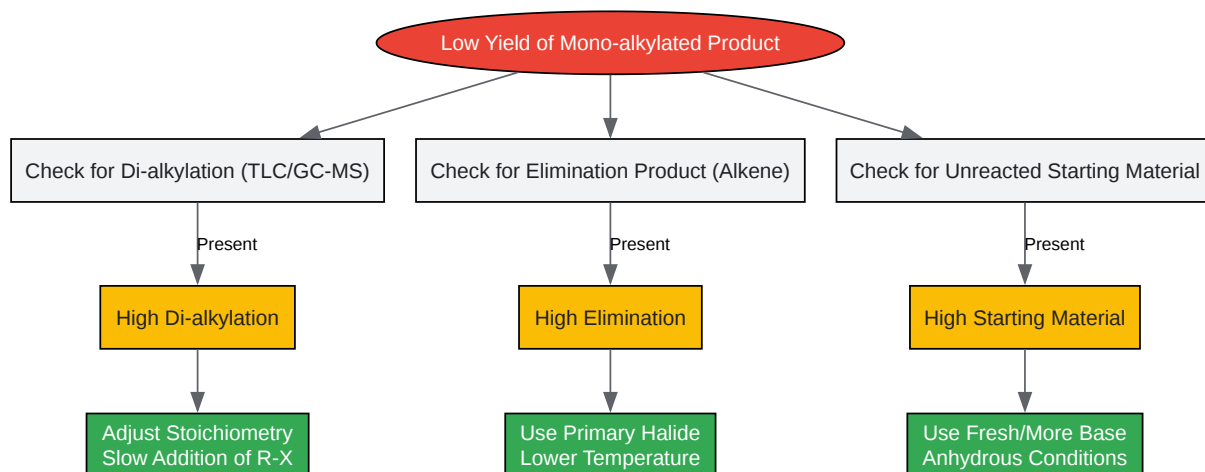 Low Yield of Mono-alkylated Product
Check for Di-alkylation (TLC/GC-MS)
Check for Elimination Product (Alkene)
Check for Unreacted Starting Material
Present
Present
Present
High Di-alkylation
High Elimination
High Starting Material
Adjust Stoichiometry
Slow Addition of R-X
Use Primary Halide
Lower Temperature
Use Fresh/More Base
Anhydrous Conditions